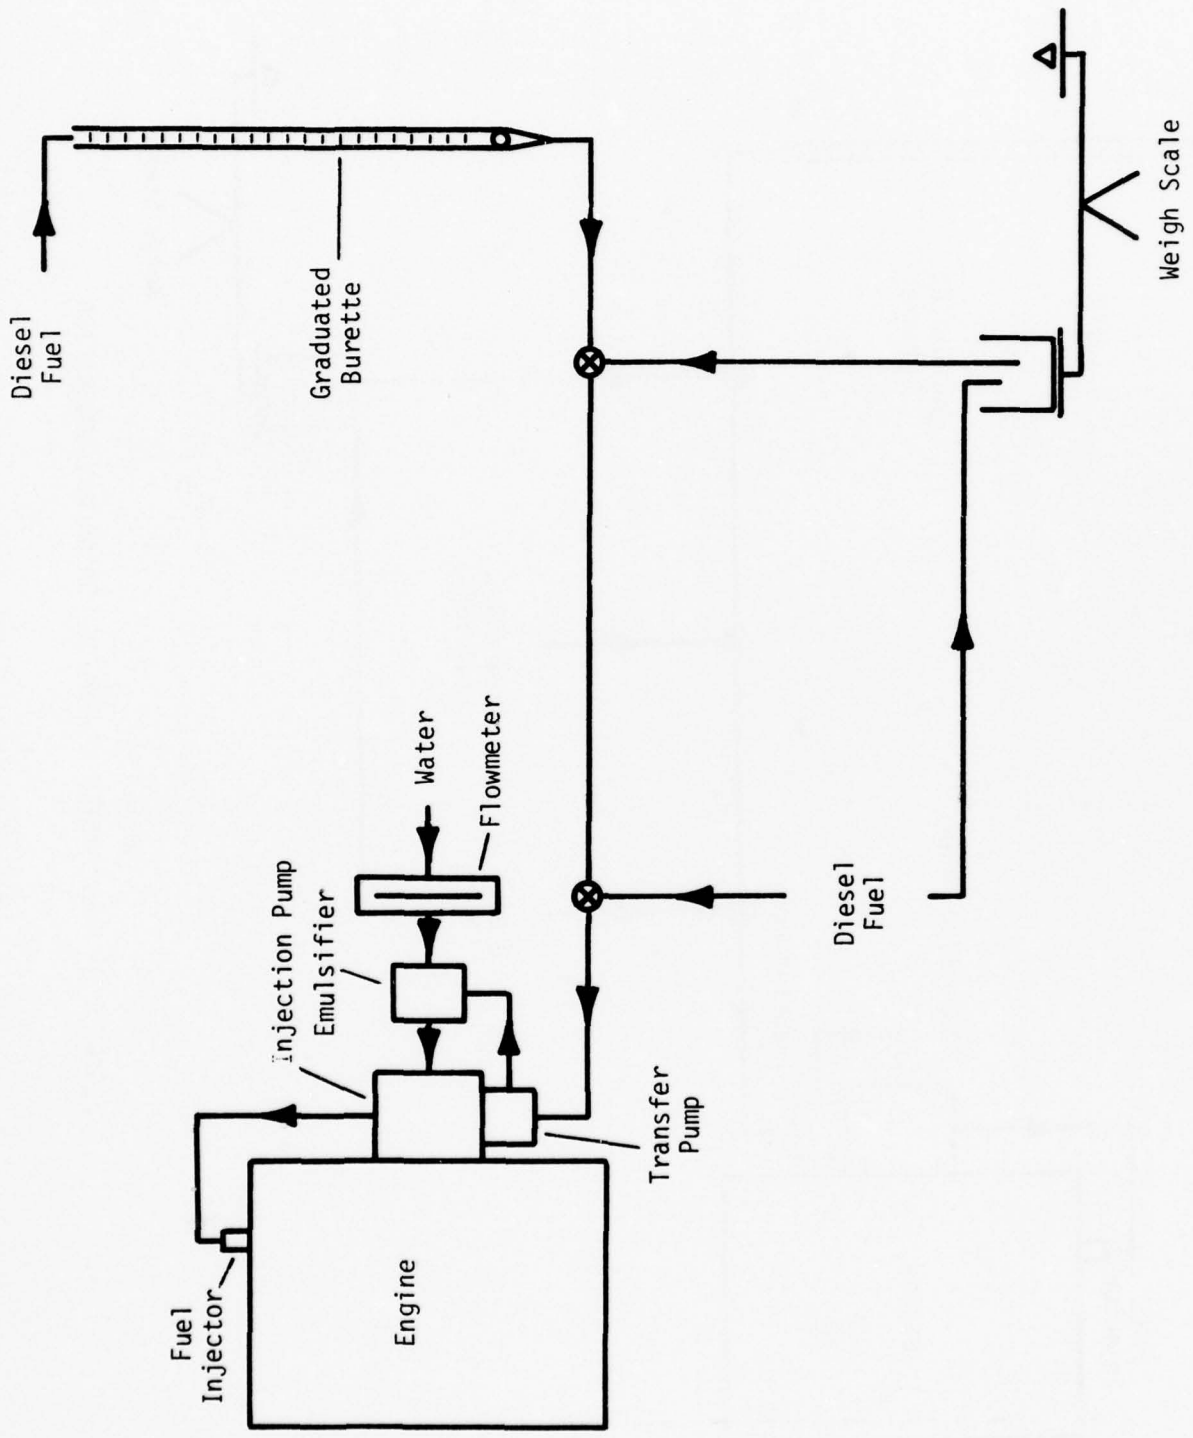 Diesel
Fuel
Graduated
Burette
Water
Flowmeter
Injection Pump
Emulsifier
Fuel
Injector
Engine
Transfer
Pump
Diesel
Fuel
Weigh Scale